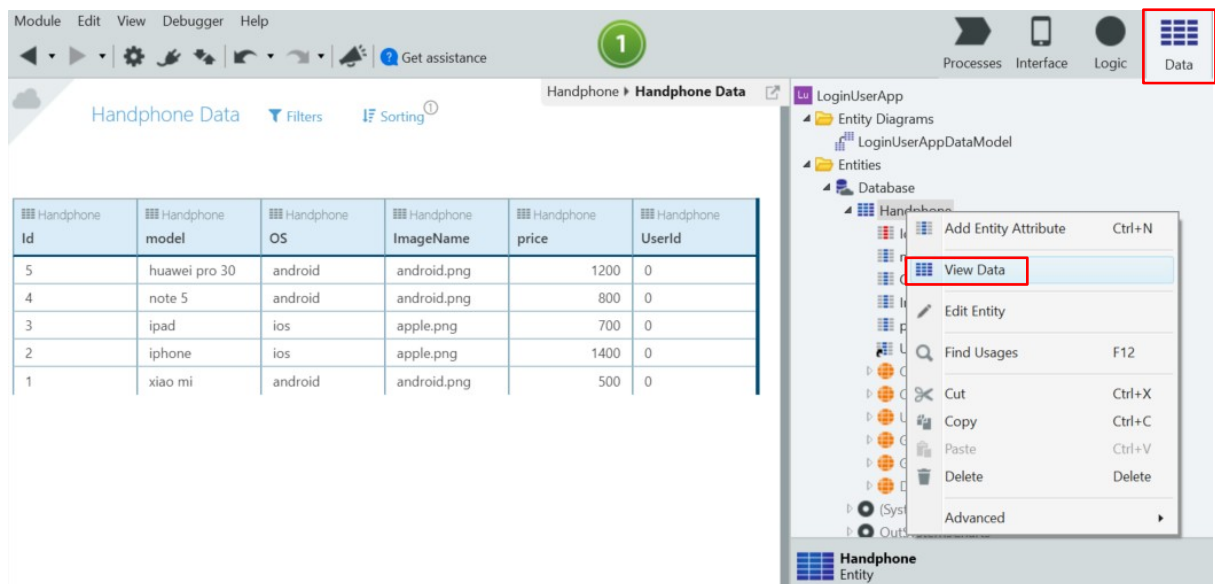 Module Edit View Debugger Help
1
? Get assistance
Processes Interface Logic Data
Handphone Handphone Data
Handphone Data Filters Sorting 1
Handphone Handphone Handphone Handphone Handphone Handphone
Id model OS ImageName price UserId
5 huawei pro 30 android android.png 1200 0
4 note 5 android android.png 800 0
3 ipad ios apple.png 700 0
2 iphone ios apple.png 1400 0
1 xiao mi android android.png 500 0
Lu LoginUserApp
Entity Diagrams
LoginUserAppDataModel
Entities
Database
Handphone
Add Entity Attribute Ctrl+N
View Data
Edit Entity
Find Usages F12
Cut Ctrl+X
Copy Ctrl+C
Paste Ctrl+V
Delete Delete
Advanced
(Syst
Handphone
Entity